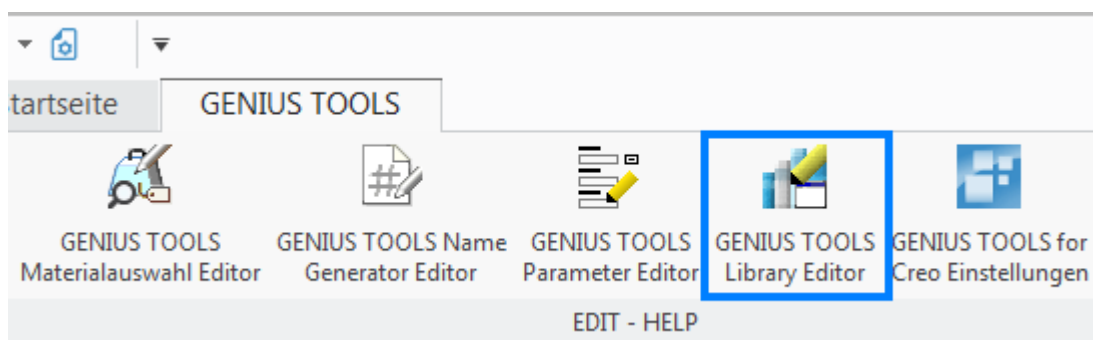 tartseite
GENIUS TOOLS
GENIUS TOOLS
Materialauswahl Editor
GENIUS TOOLS Name
Generator Editor
GENIUS TOOLS
Parameter Editor
GENIUS TOOLS
Library Editor
GENIUS TOOLS for
Creo Einstellungen
EDIT - HELP